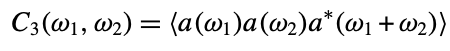 C₃(ω₁, ω₂) = ⟨a(ω₁)a(ω₂)a*(ω₁ + ω₂)⟩